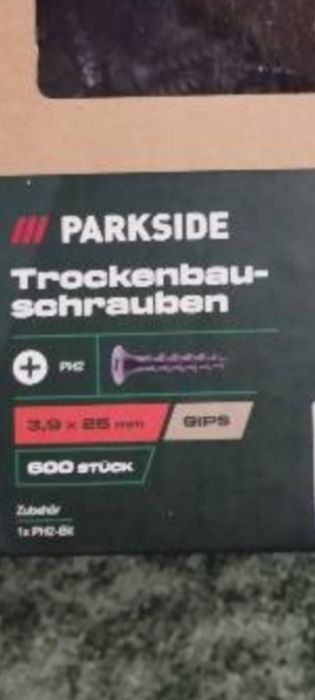 PARKSIDE
Trockenbau-
schrauben
PH2
3,9 x 25 mm GIPS
600 STÜCK
Zubehör
1x PH2-Bit